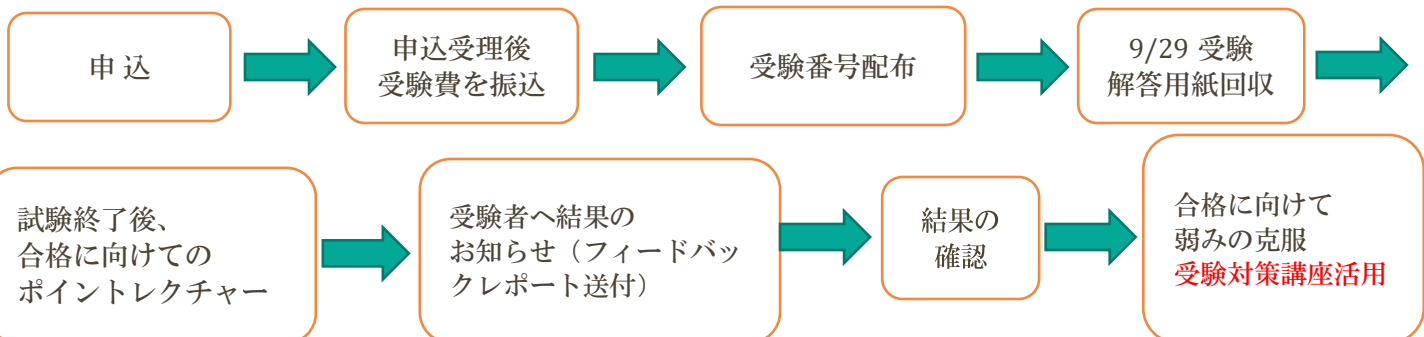 申 込
申込受理後
受験費を振込
受験番号配布
9/29 受験
解答用紙回収
試験終了後、
合格に向けての
ポイントレクチャー
受験者へ結果の
お知らせ（フィードバッ
クレポート送付）
結果の
確認
合格に向けて
弱みの克服
受験対策講座活用